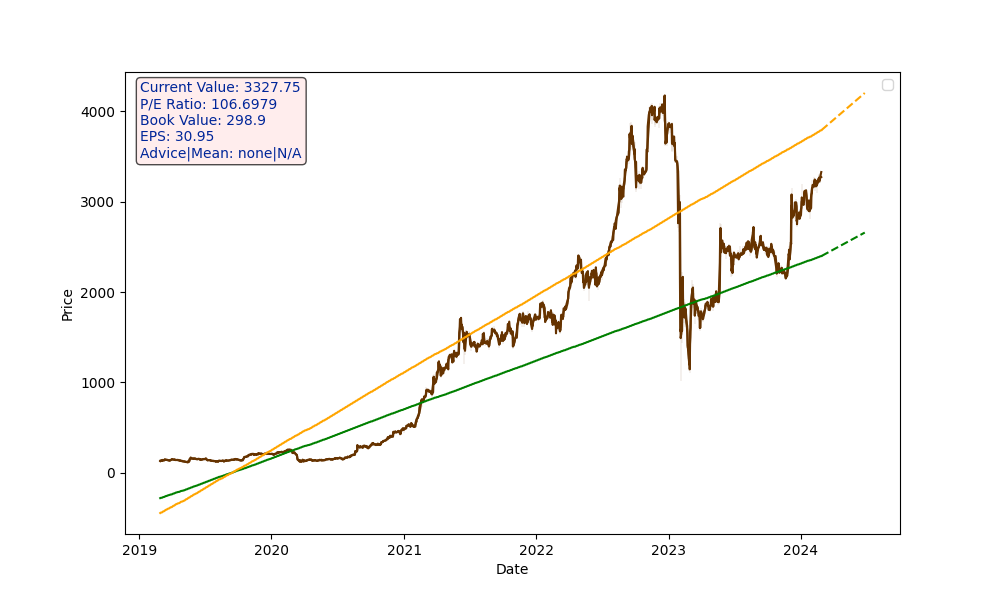 Current Value: 3327.75
P/E Ratio: 106.6979
Book Value: 298.9
EPS: 30.95
Advice|Mean: none|N/A
4000
3000
2000
1000
0
Price
2019 2020 2021 2022 2023 2024
Date